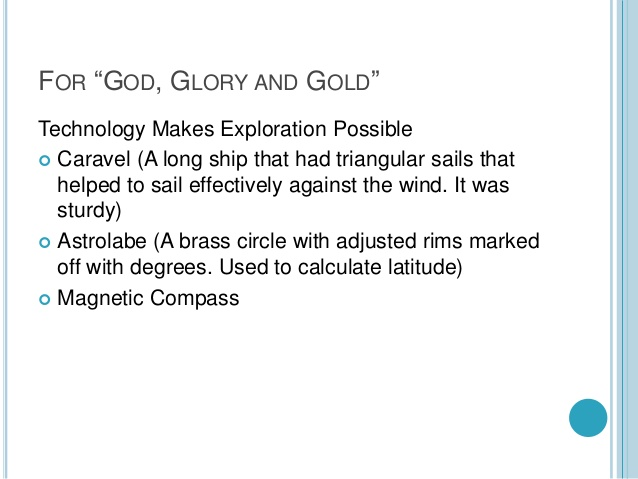 For “God, Glory and Gold”
Technology Makes Exploration Possible
Caravel (A long ship that had triangular sails that
helped to sail effectively against the wind. It was
sturdy)
Astrolabe (A brass circle with adjusted rims marked
off with degrees. Used to calculate latitude)
Magnetic Compass